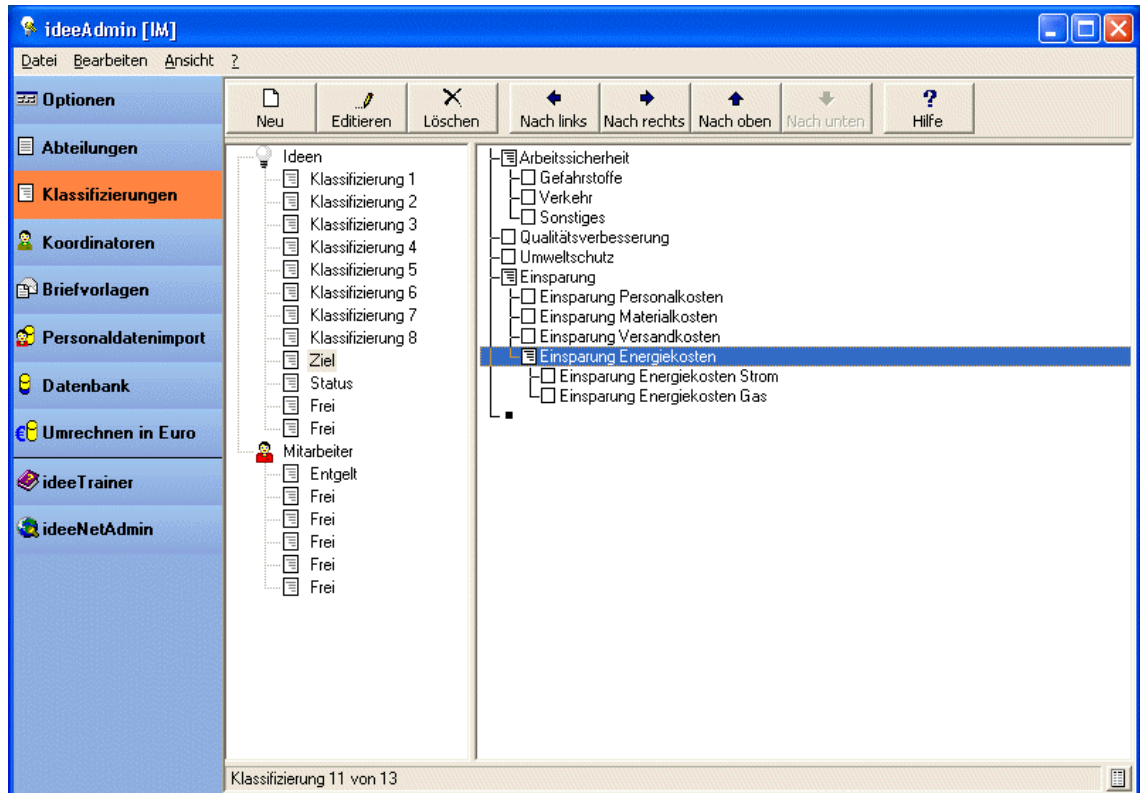 ideeAdmin [IM]
Datei Bearbeiten Ansicht ?
Optionen
Abteilungen
Klassifizierungen
Koordinatoren
Briefvorlagen
Personaldatenimport
Datenbank
Umrechnen in Euro
ideeTrainer
ideeNetAdmin
Neu Editieren Löschen Nach links Nach rechts Nach oben Nach unten Hilfe
Ideen
Klassifizierung 1
Klassifizierung 2
Klassifizierung 3
Klassifizierung 4
Klassifizierung 5
Klassifizierung 6
Klassifizierung 7
Klassifizierung 8
Ziel
Status
Frei
Frei
Mitarbeiter
Entgelt
Frei
Frei
Frei
Frei
Frei
Arbeitssicherheit
Gefahrstoffe
Verkehr
Sonstiges
Qualitätsverbesserung
Umweltschutz
Einsparung
Einsparung Personalkosten
Einsparung Materialkosten
Einsparung Versandkosten
Einsparung Energiekosten
Einsparung Energiekosten Strom
Einsparung Energiekosten Gas
Klassifizierung 11 von 13